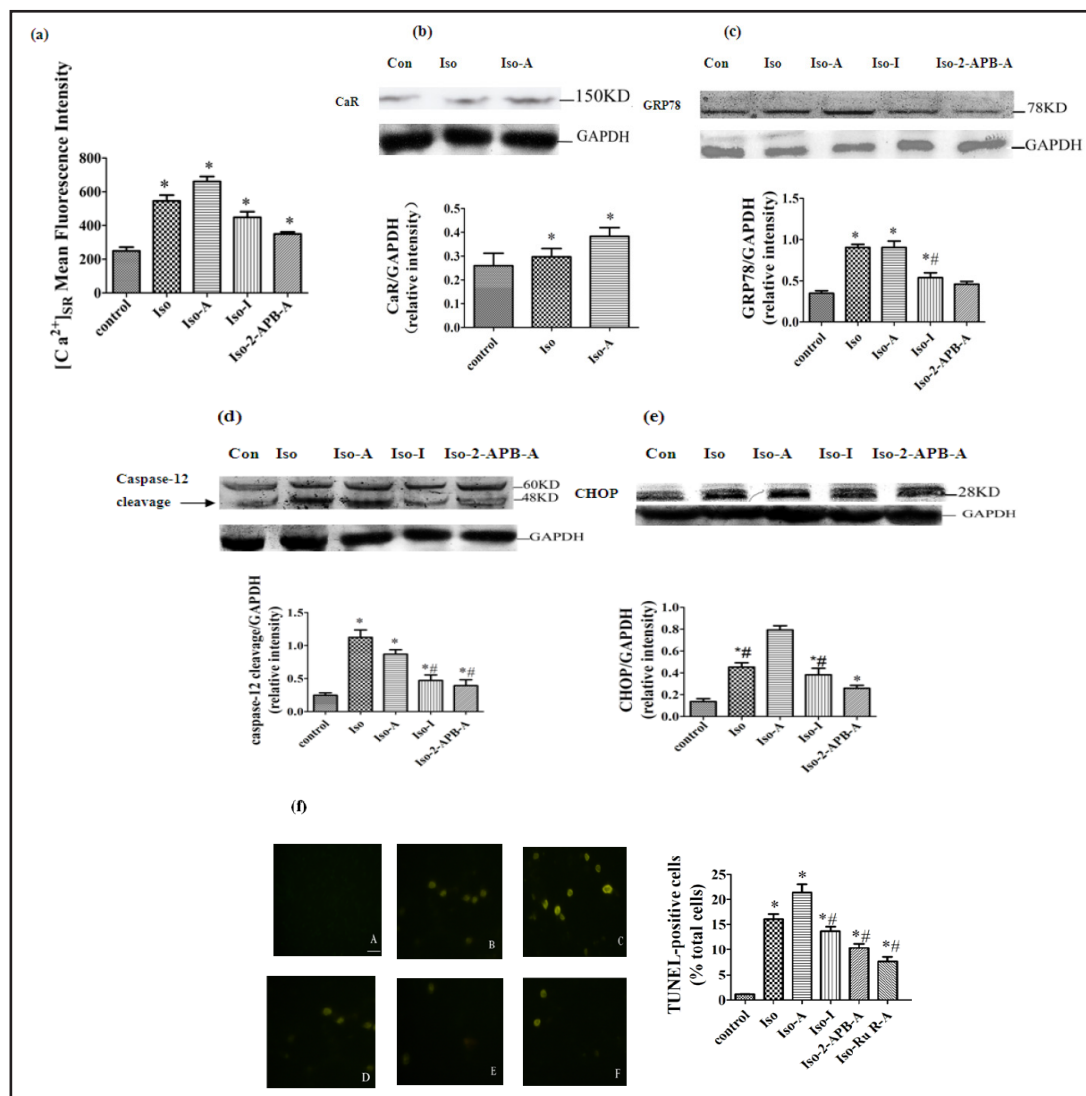 (a)
[C a²⁺]SR Mean Fluorescence Intensity
800
600
400
200
0
*
*
*
*
control
Iso
Iso-A
Iso-I
Iso-2-APB-A
(b)
Con Iso Iso-A
CaR
150KD
GAPDH
CaR/GAPDH
(relative intensity)
0.5
0.4
0.3
0.2
0.1
0.0
*
*
control
Iso
Iso-A
(c)
Con Iso Iso-A Iso-I Iso-2-APB-A
GRP78
78KD
GAPDH
GRP78/GAPDH
(relative intensity)
1.5
1.0
0.5
0.0
*
*
*#
control
Iso
Iso-A
Iso-I
Iso-2-APB-A
(d)
Con Iso Iso-A Iso-I Iso-2-APB-A
Caspase-12
cleavage
60KD
48KD
GAPDH
caspase-12 cleavage/GAPDH
(relative intensity)
1.5
1.0
0.5
0.0
*
*
*#
*#
control
Iso
Iso-A
Iso-I
Iso-2-APB-A
(e)
Con Iso Iso-A Iso-I Iso-2-APB-A
CHOP
28KD
GAPDH
CHOP/GAPDH
(relative intensity)
1.0
0.8
0.6
0.4
0.2
0.0
*#
*#
*
control
Iso
Iso-A
Iso-I
Iso-2-APB-A
(f)
A
B
C
D
E
F
TUNEL-positive cells
(% total cells)
25
20
15
10
5
0
*
*
*#
*#
*#
control
Iso
Iso-A
Iso-I
Iso-2-APB-A
Iso-Ru R-A